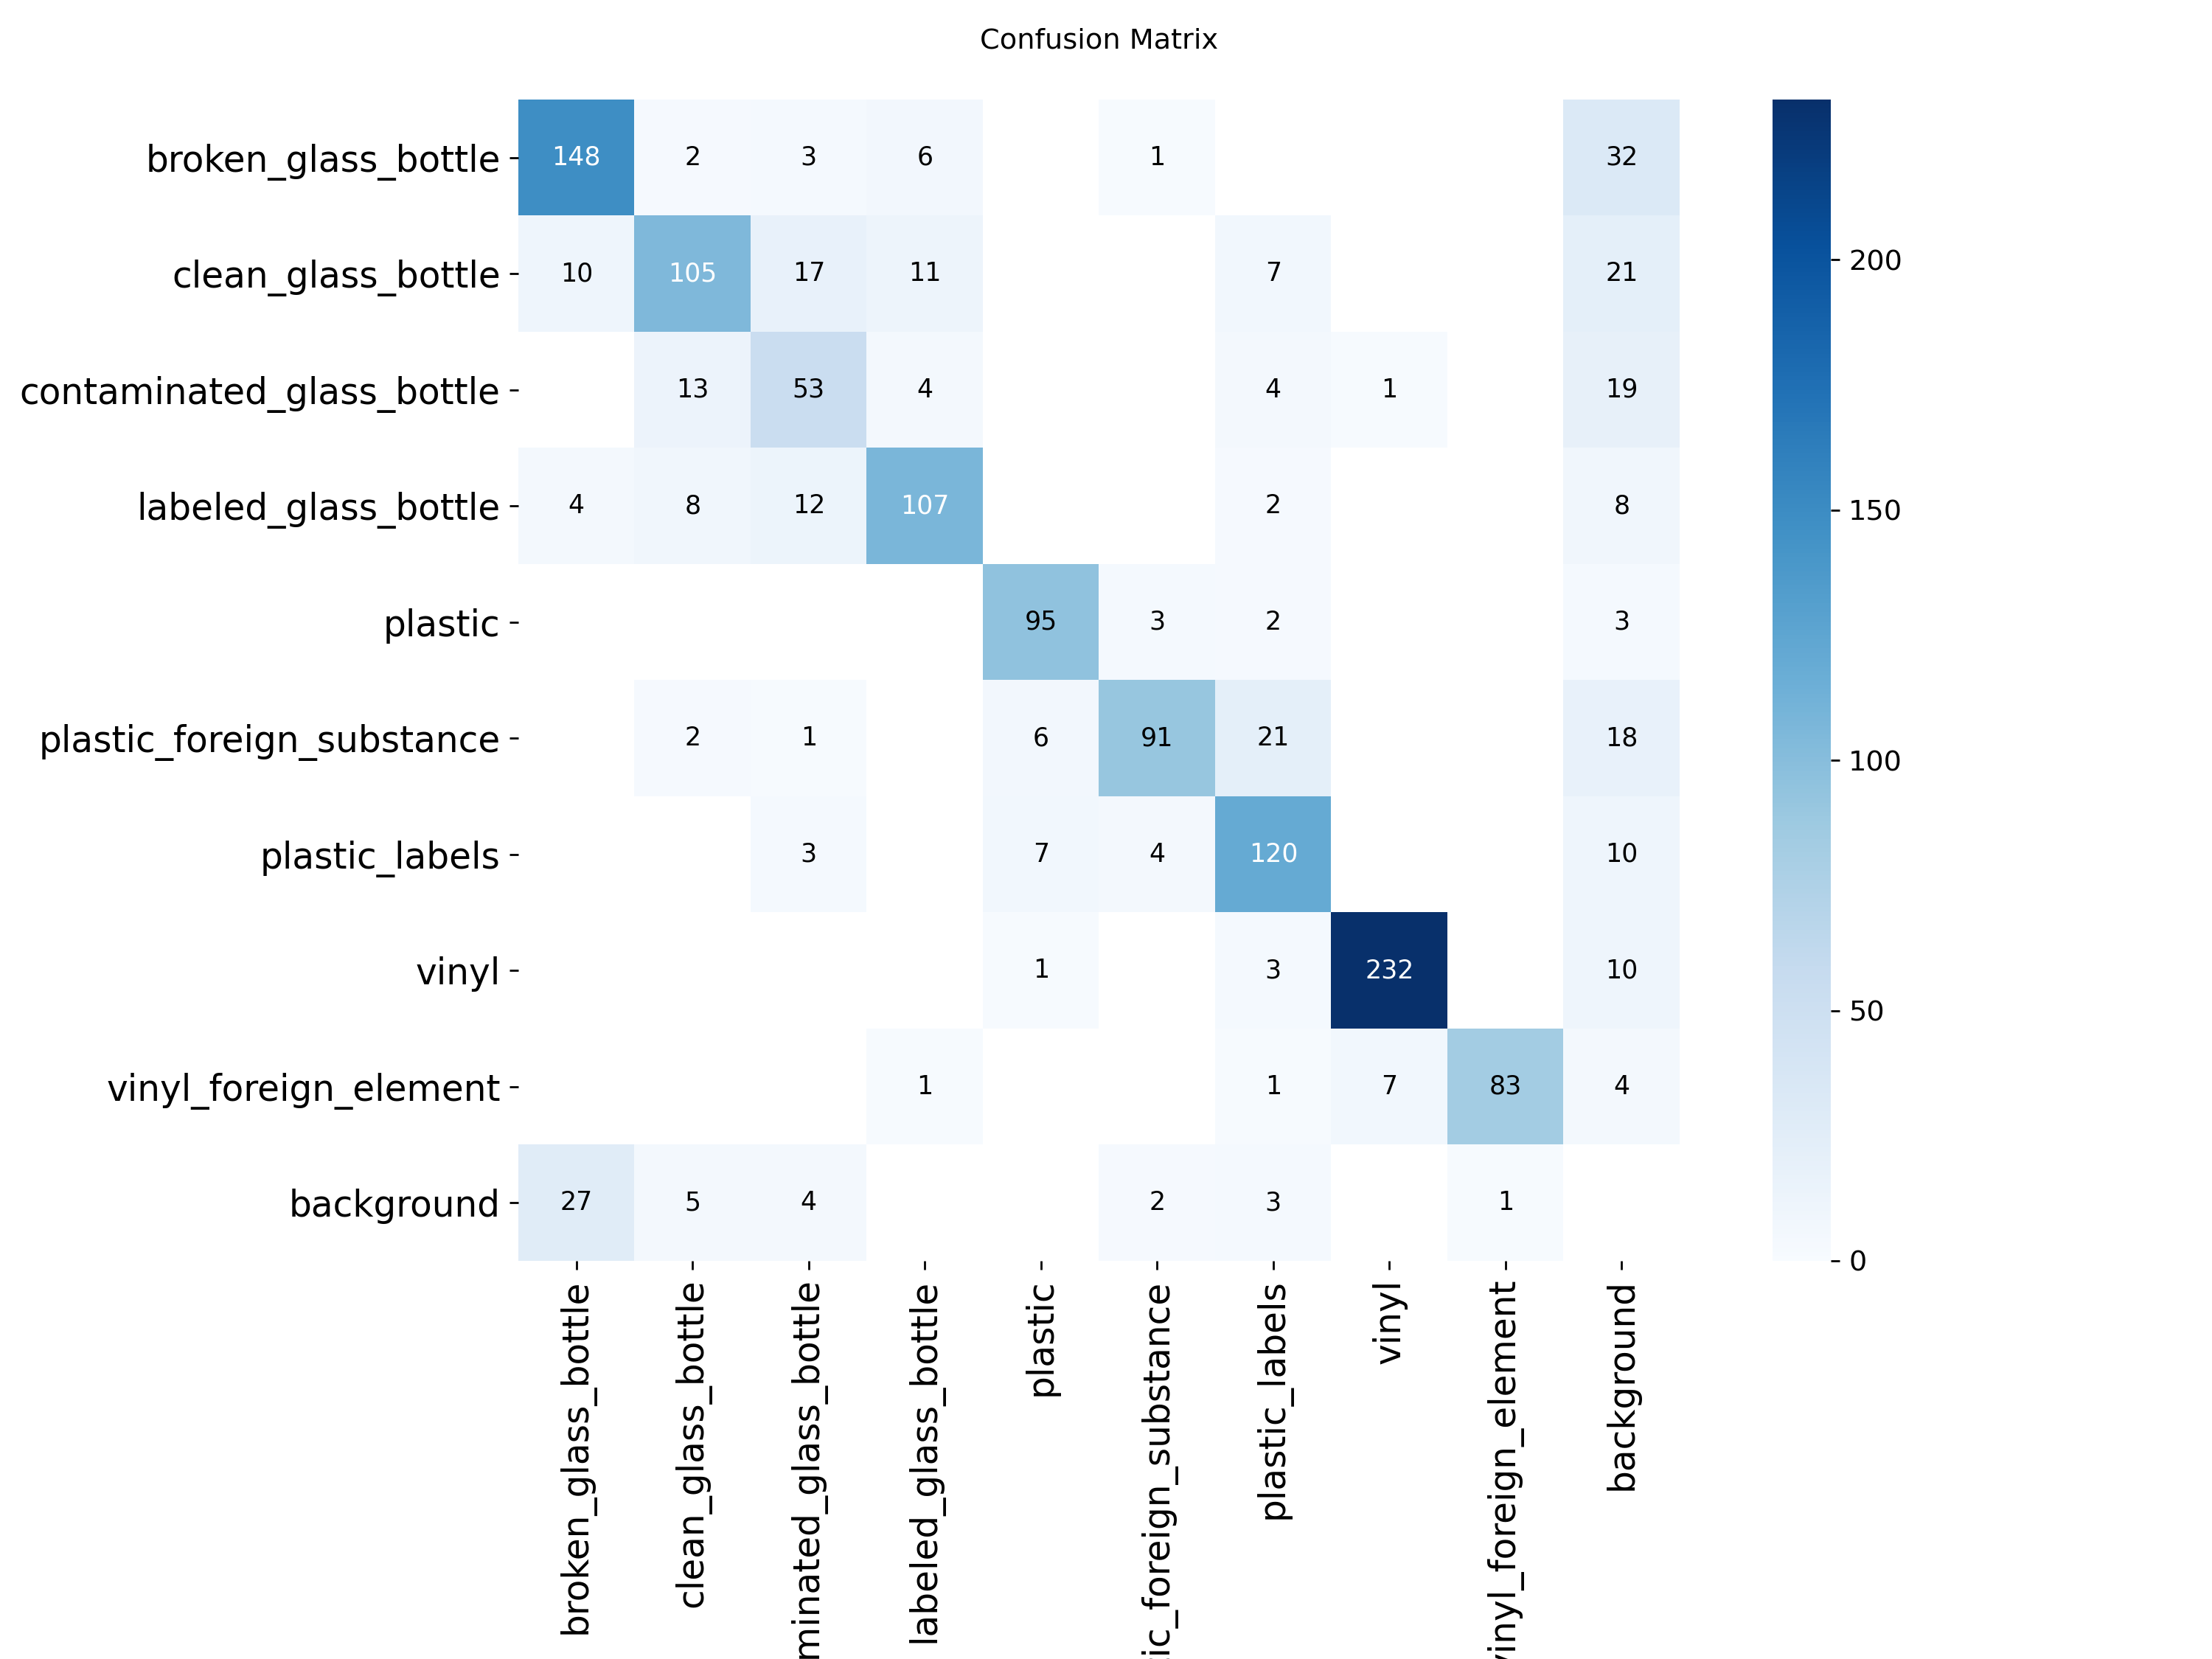 Confusion Matrix
broken_glass_bottle 148 2 3 6 1 32
clean_glass_bottle 10 105 17 11 7 21
contaminated_glass_bottle 13 53 4 4 1 19
labeled_glass_bottle 4 8 12 107 2 8
plastic 95 3 2 3
plastic_foreign_substance 2 1 6 91 21 18
plastic_labels 3 7 4 120 10
vinyl 1 3 232 10
vinyl_foreign_element 1 1 7 83 4
background 27 5 4 2 3 1
200
150
100
50
0
broken_glass_bottle
clean_glass_bottle
minated_glass_bottle
labeled_glass_bottle
plastic
ic_foreign_substance
plastic_labels
vinyl
vinyl_foreign_element
background